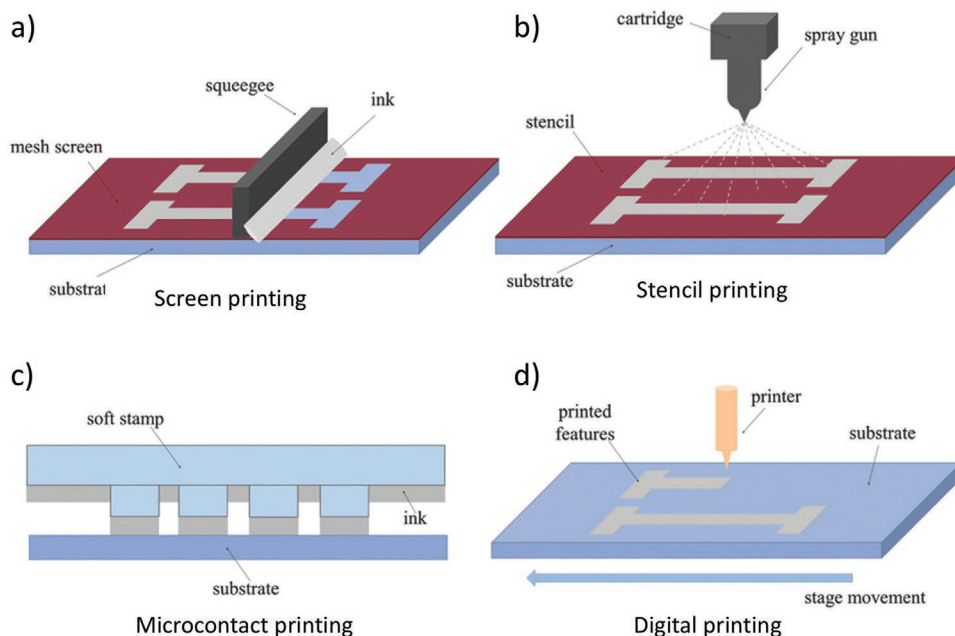 a)
squeegee
ink
mesh screen
substrat
Screen printing
b)
cartridge
spray gun
stencil
substrate
Stencil printing
c)
soft stamp
ink
substrate
Microcontact printing
d)
printer
printed
features
substrate
stage movement
Digital printing